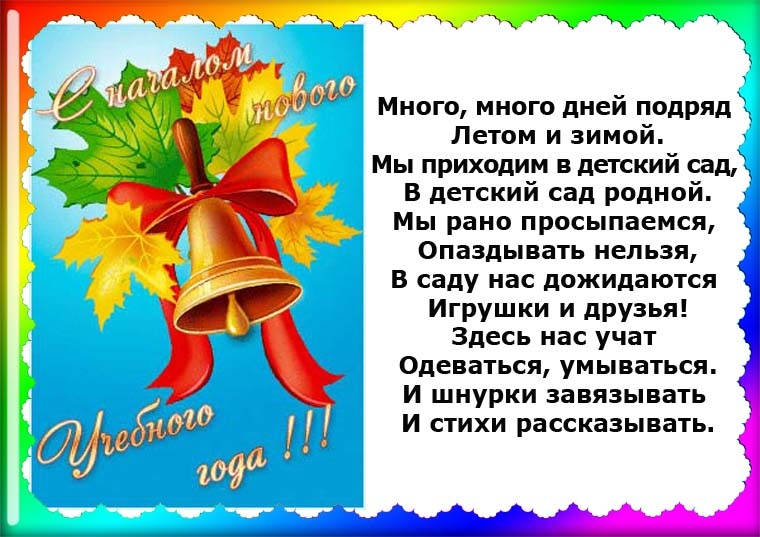 С началом
нового
Учебного
года !!!
Много, много дней подряд
Летом и зимой.
Мы приходим в детский сад,
В детский сад родной.
Мы рано просыпаемся,
Опаздывать нельзя,
В саду нас дожидаются
Игрушки и друзья!
Здесь нас учат
Одеваться, умываться.
И шнурки завязывать
И стихи рассказывать.